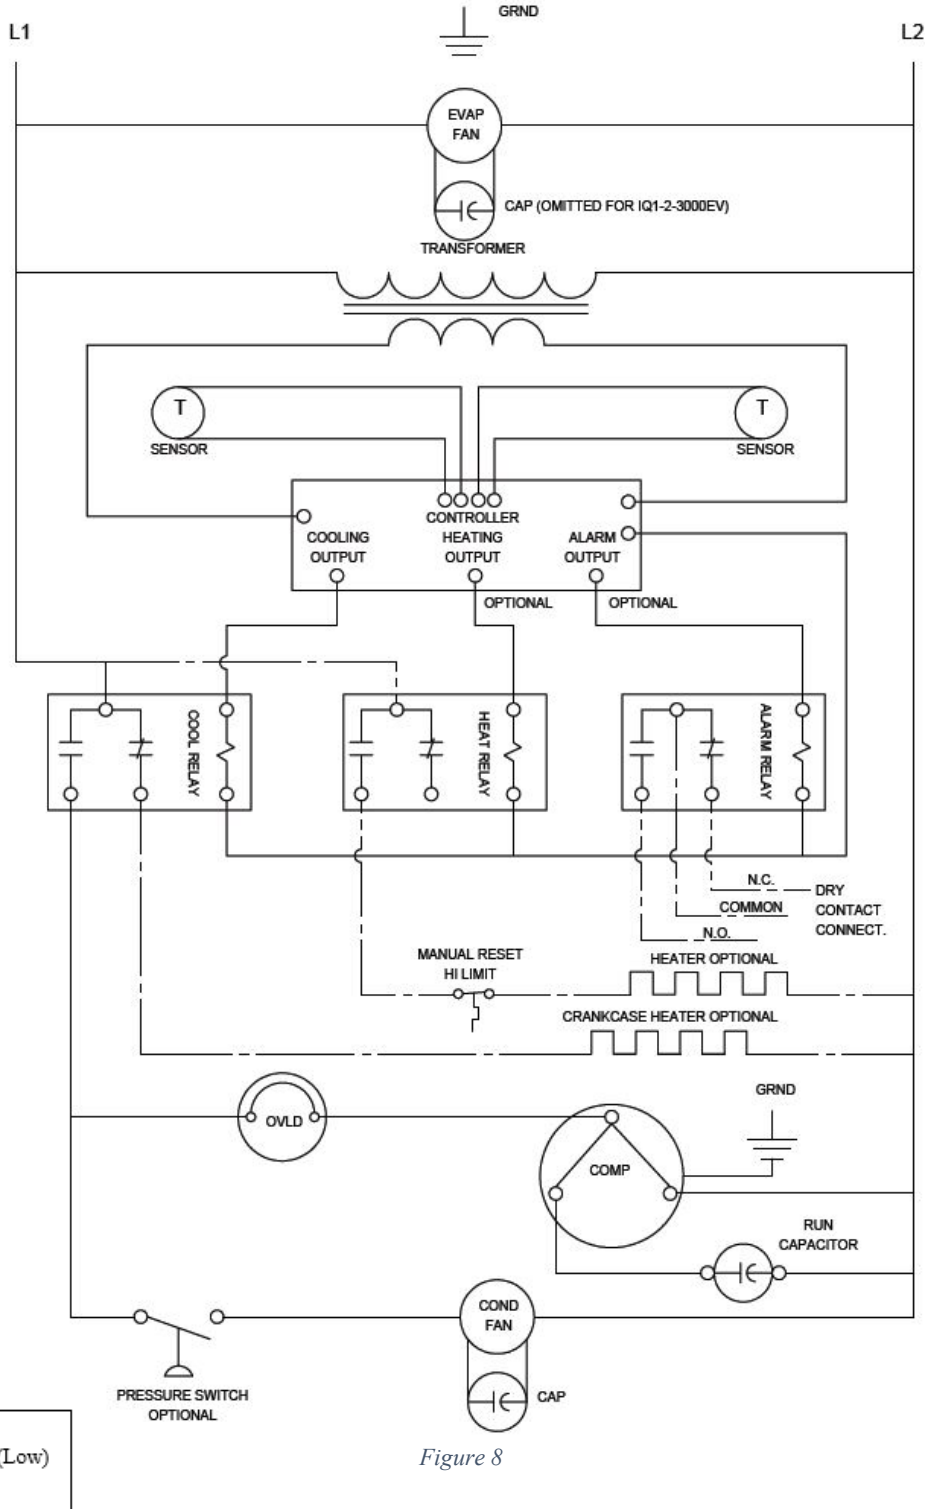 GRND
L1
L2
EVAP
FAN
CAP (OMITTED FOR IQ1-2-3000EV)
TRANSFORMER
T
T
SENSOR
SENSOR
CONTROLLER
COOLING
OUTPUT
HEATING
OUTPUT
ALARM
OUTPUT
OPTIONAL
OPTIONAL
COOL RELAY
HEAT RELAY
ALARM RELAY
N.C.
DRY
COMMON
CONTACT
N.O.
CONNECT.
MANUAL RESET
HI LIMIT
HEATER OPTIONAL
CRANKCASE HEATER OPTIONAL
OVLD
GRND
COMP
RUN
CAPACITOR
COND
FAN
PRESSURE SWITCH
OPTIONAL
CAP
(Low)
Figure 8